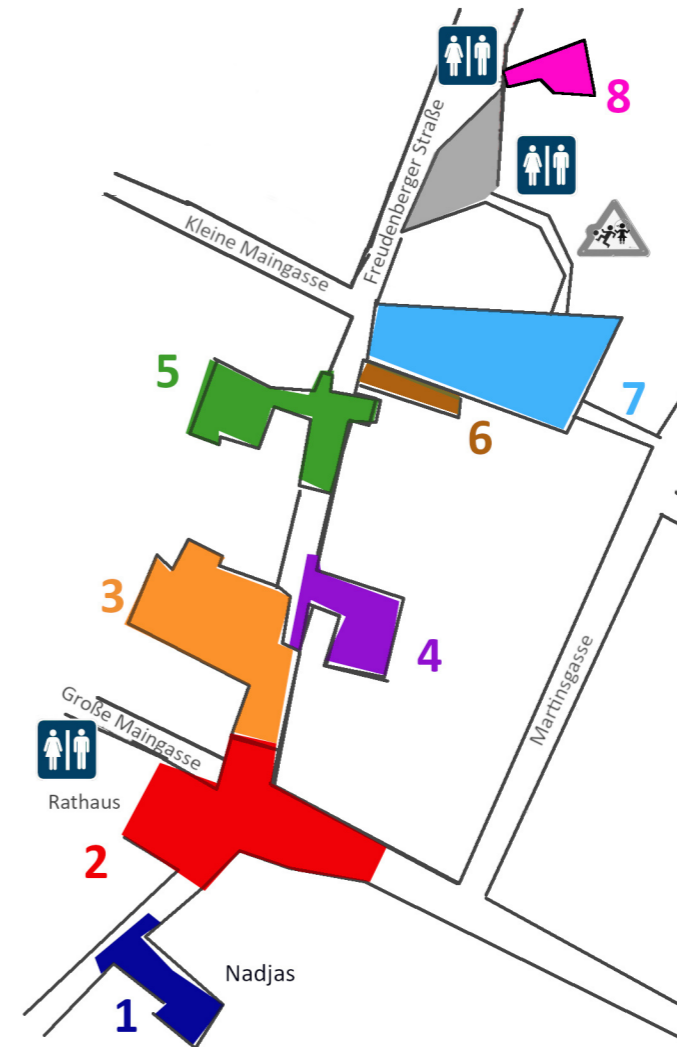 8
Freudenberger Straße
Kleine Maingasse
5
7
6
3
4
Martinsgasse
Große Maingasse
Rathaus
2
Nadjas
1